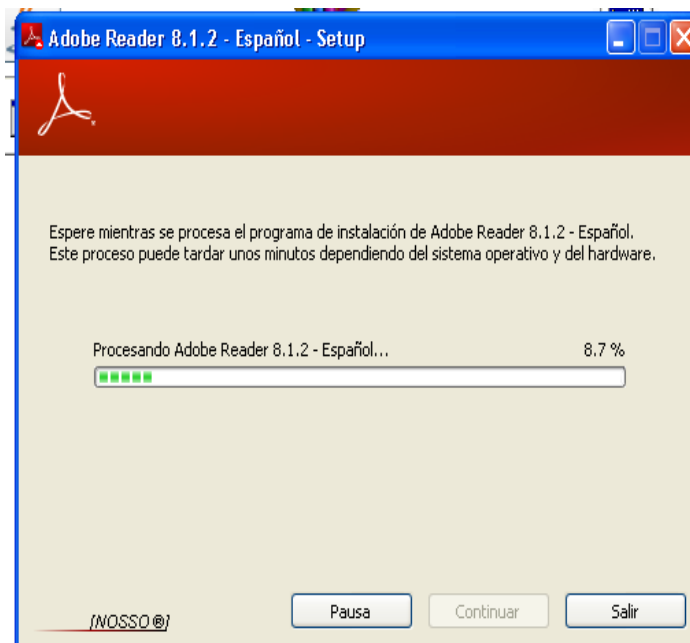 Adobe Reader 8.1.2 - Español - Setup
Espere mientras se procesa el programa de instalación de Adobe Reader 8.1.2 - Español.
Este proceso puede tardar unos minutos dependiendo del sistema operativo y del hardware.
Procesando Adobe Reader 8.1.2 - Español... 8.7 %
[NOSSO®] Pausa Continuar Salir